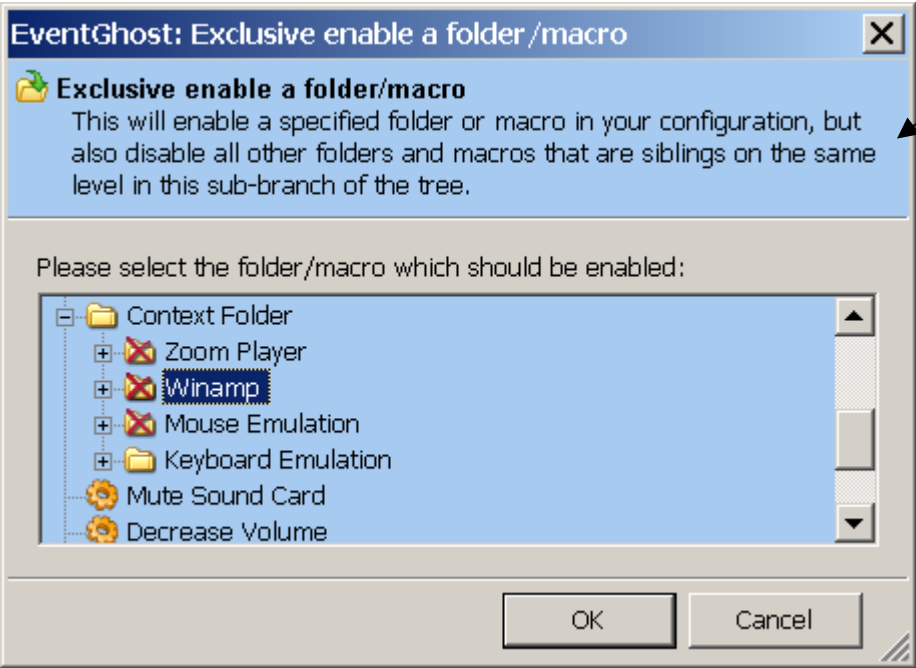 EventGhost: Exclusive enable a folder/macro
Exclusive enable a folder/macro
This will enable a specified folder or macro in your configuration, but
also disable all other folders and macros that are siblings on the same
level in this sub-branch of the tree.
Please select the folder/macro which should be enabled:
Context Folder
Zoom Player
Winamp
Mouse Emulation
Keyboard Emulation
Mute Sound Card
Decrease Volume
OK
Cancel